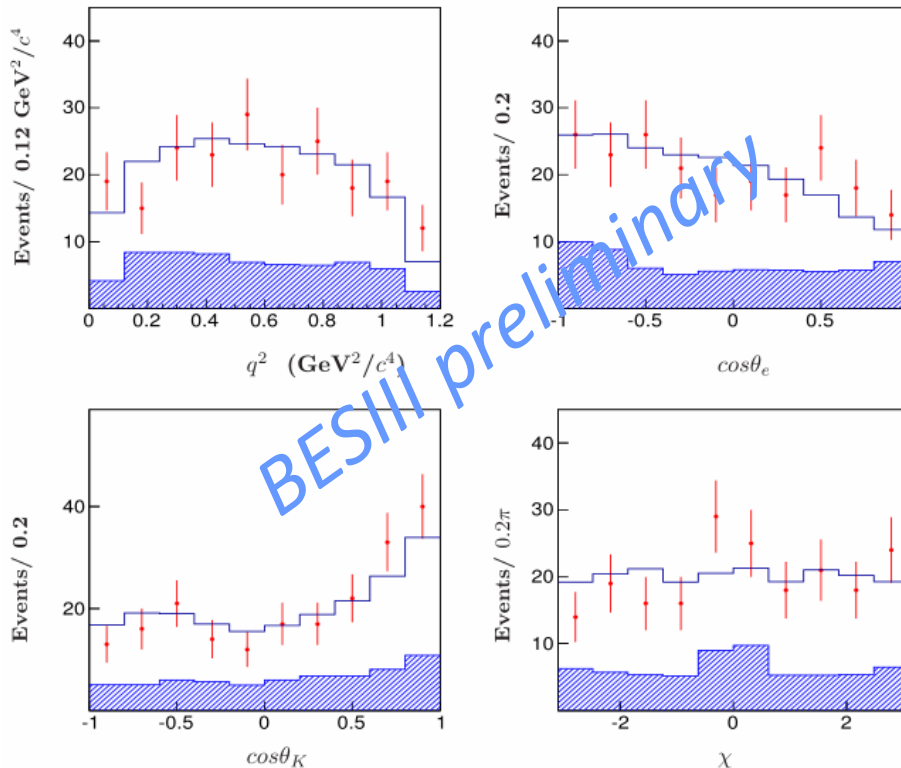 Events/ 0.12 GeV²/c⁴
40
30
20
10
0 0.2 0.4 0.6 0.8 1 1.2
q² (GeV²/c⁴)
Events/ 0.2
40
30
20
10
-1 -0.5 0 0.5
cosθₑ
BESIII preliminary
Events/ 0.2
40
20
-1 -0.5 0 0.5 1
cosθ_K
Events/ 0.2π
40
30
20
10
-2 0 2
χ